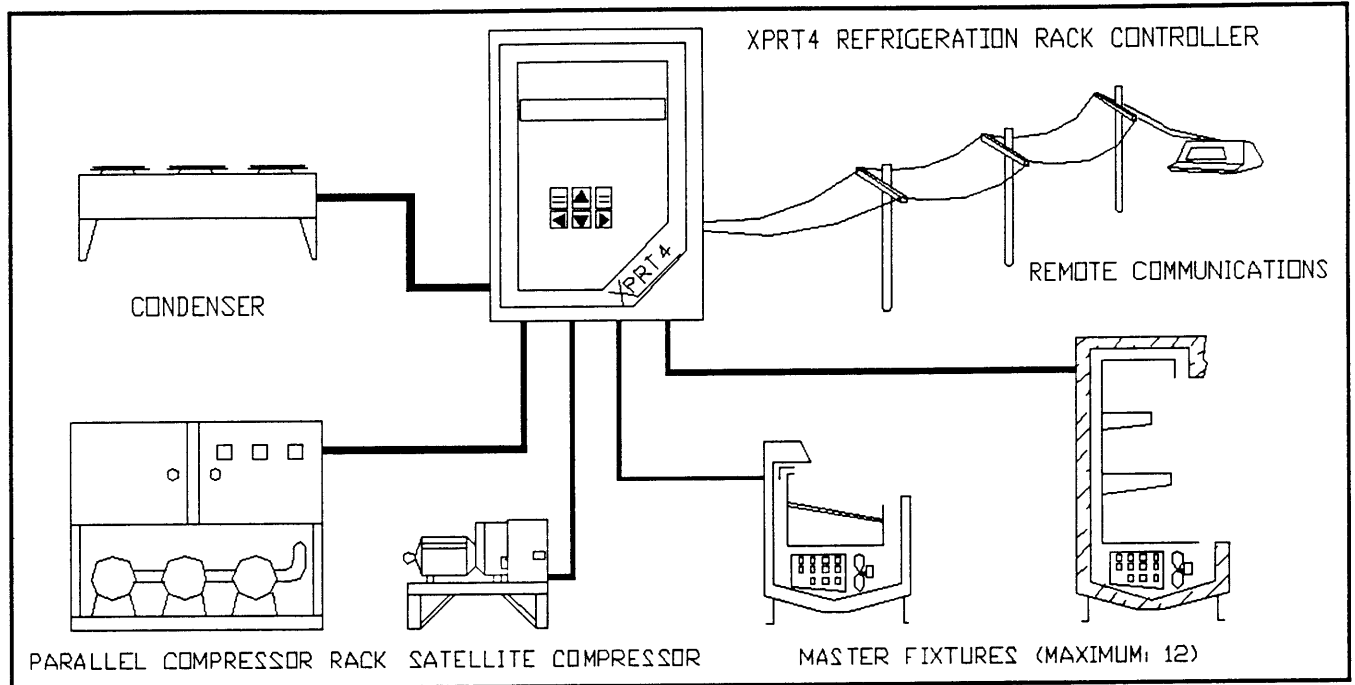 XPRT4 REFRIGERATION RACK CONTROLLER
XPRT4
REMOTE COMMUNICATIONS
CONDENSER
PARALLEL COMPRESSOR RACK
SATELLITE COMPRESSOR
MASTER FIXTURES (MAXIMUM: 12)